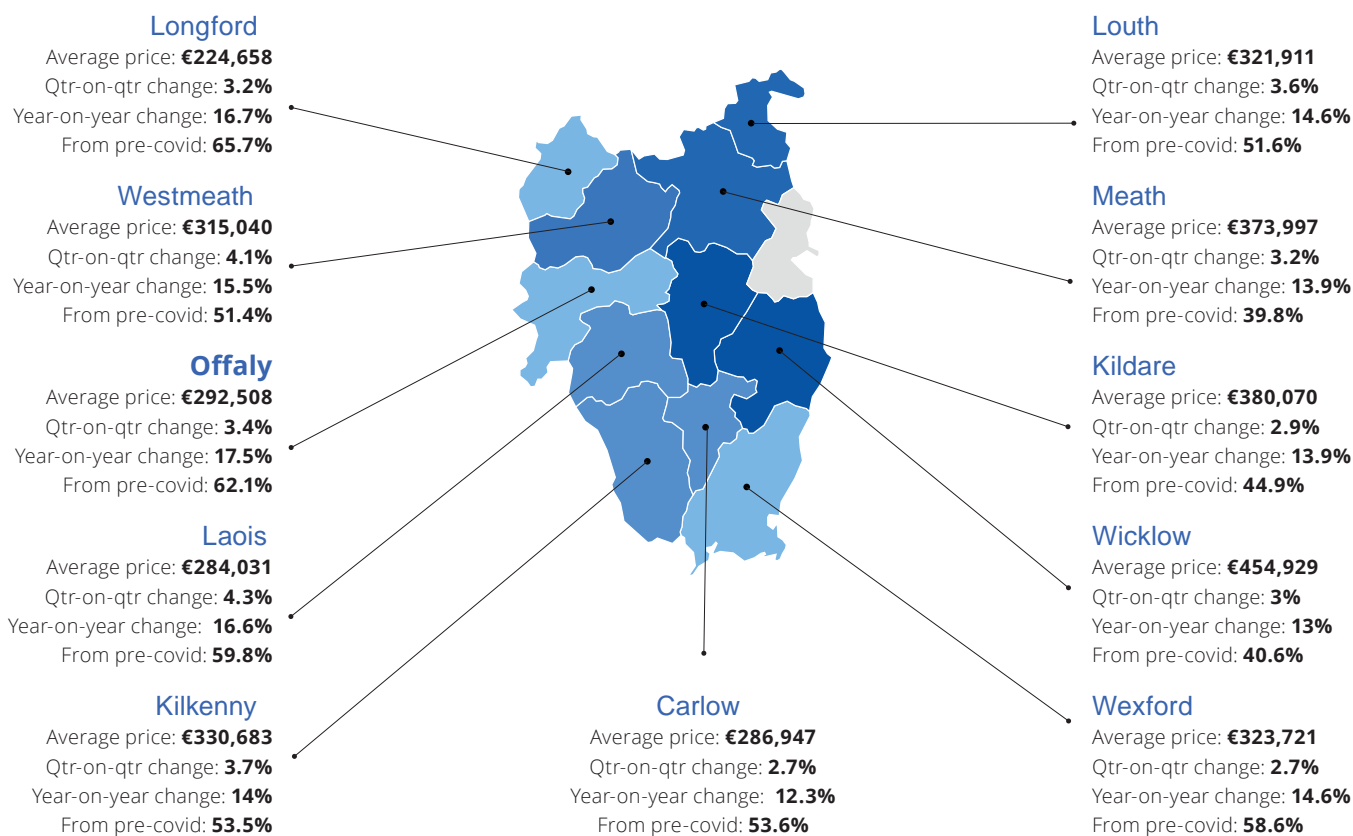 Longford
Average price: €224,658
Qtr-on-qtr change: 3.2%
Year-on-year change: 16.7%
From pre-covid: 65.7%
Westmeath
Average price: €315,040
Qtr-on-qtr change: 4.1%
Year-on-year change: 15.5%
From pre-covid: 51.4%
Offaly
Average price: €292,508
Qtr-on-qtr change: 3.4%
Year-on-year change: 17.5%
From pre-covid: 62.1%
Laois
Average price: €284,031
Qtr-on-qtr change: 4.3%
Year-on-year change: 16.6%
From pre-covid: 59.8%
Kilkenny
Average price: €330,683
Qtr-on-qtr change: 3.7%
Year-on-year change: 14%
From pre-covid: 53.5%
Carlow
Average price: €286,947
Qtr-on-qtr change: 2.7%
Year-on-year change: 12.3%
From pre-covid: 53.6%
Louth
Average price: €321,911
Qtr-on-qtr change: 3.6%
Year-on-year change: 14.6%
From pre-covid: 51.6%
Meath
Average price: €373,997
Qtr-on-qtr change: 3.2%
Year-on-year change: 13.9%
From pre-covid: 39.8%
Kildare
Average price: €380,070
Qtr-on-qtr change: 2.9%
Year-on-year change: 13.9%
From pre-covid: 44.9%
Wicklow
Average price: €454,929
Qtr-on-qtr change: 3%
Year-on-year change: 13%
From pre-covid: 40.6%
Wexford
Average price: €323,721
Qtr-on-qtr change: 2.7%
Year-on-year change: 14.6%
From pre-covid: 58.6%